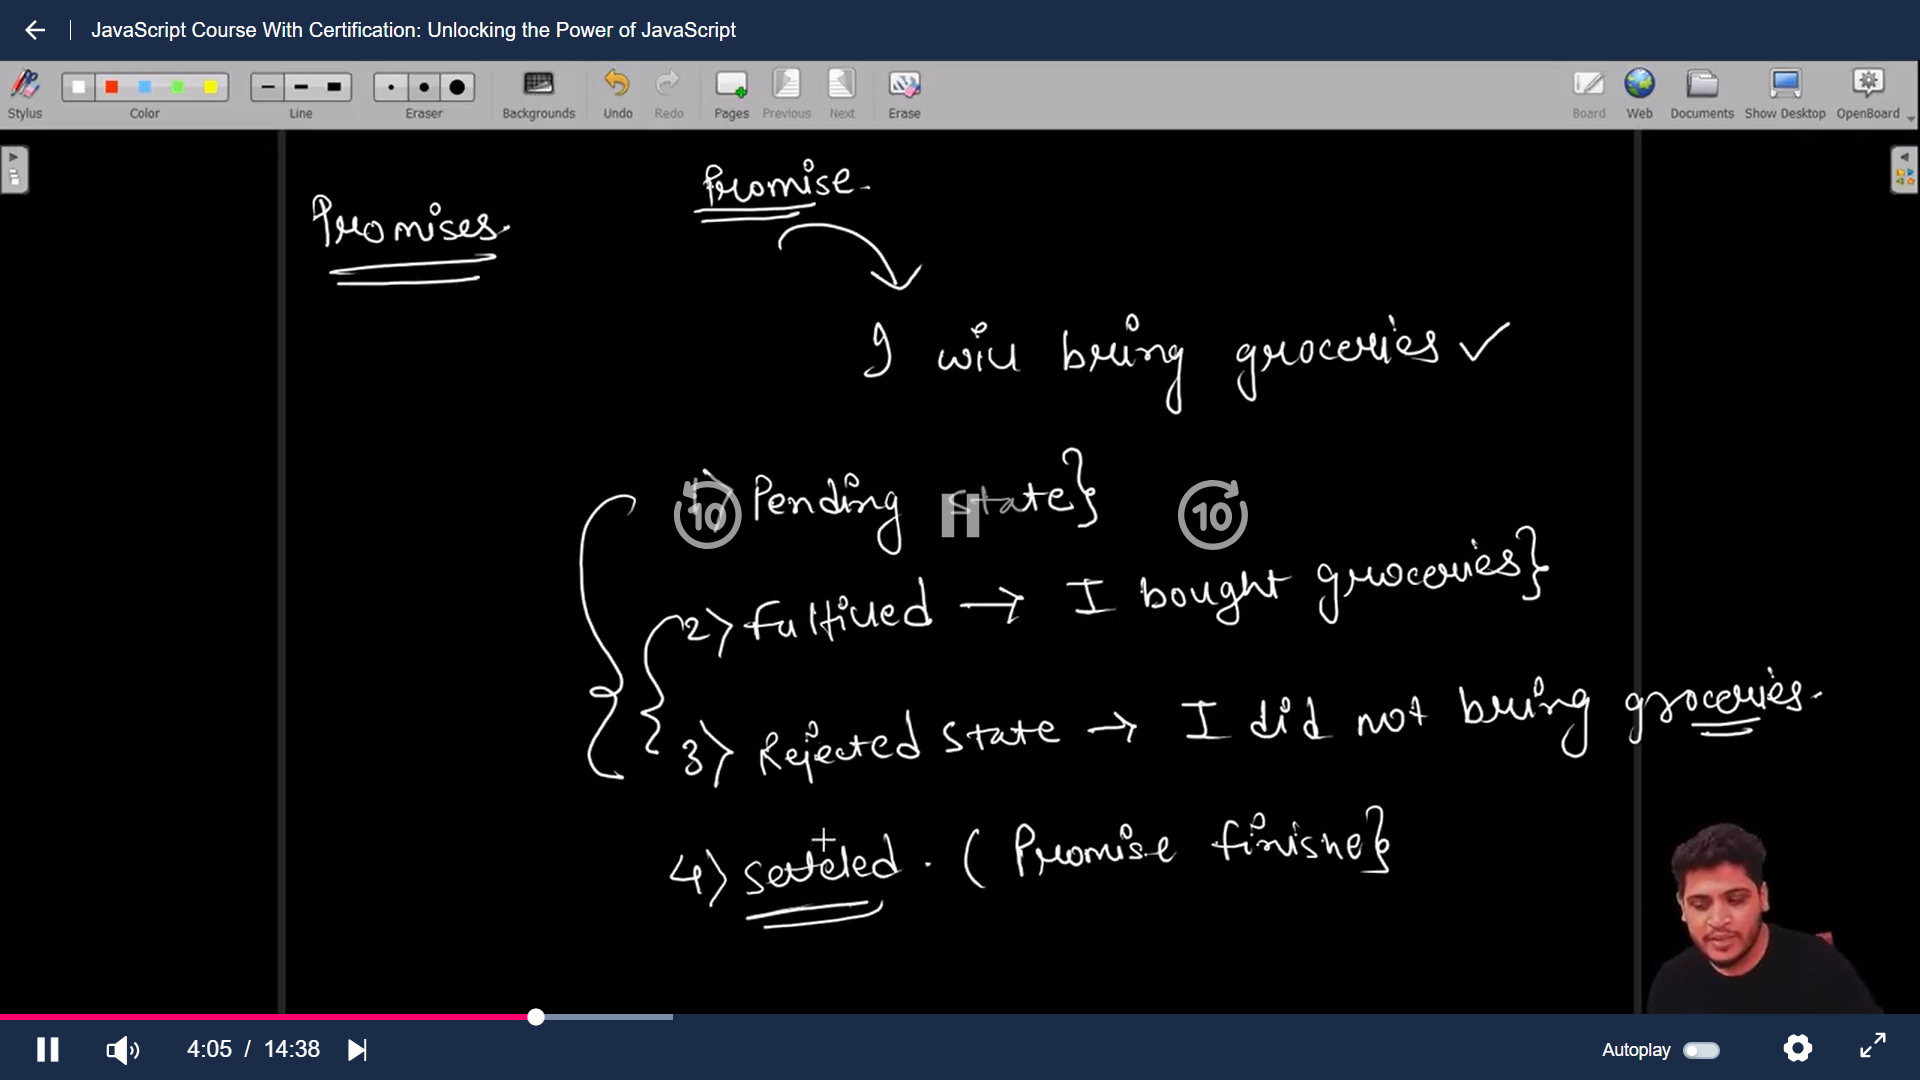 JavaScript Course With Certification: Unlocking the Power of JavaScript
Stylus Color Line Eraser Backgrounds Undo Redo Pages Previous Next Erase Board Web Documents Show Desktop OpenBoard
Promise.
Promises.
I will bring groceries ✓
1) Pending state}
10 10
2) fulfilled → I bought groceries}
3) Rejected state → I did not bring groceries.
4) setteled. (Promise finishe}
4:05 / 14:38
Autoplay